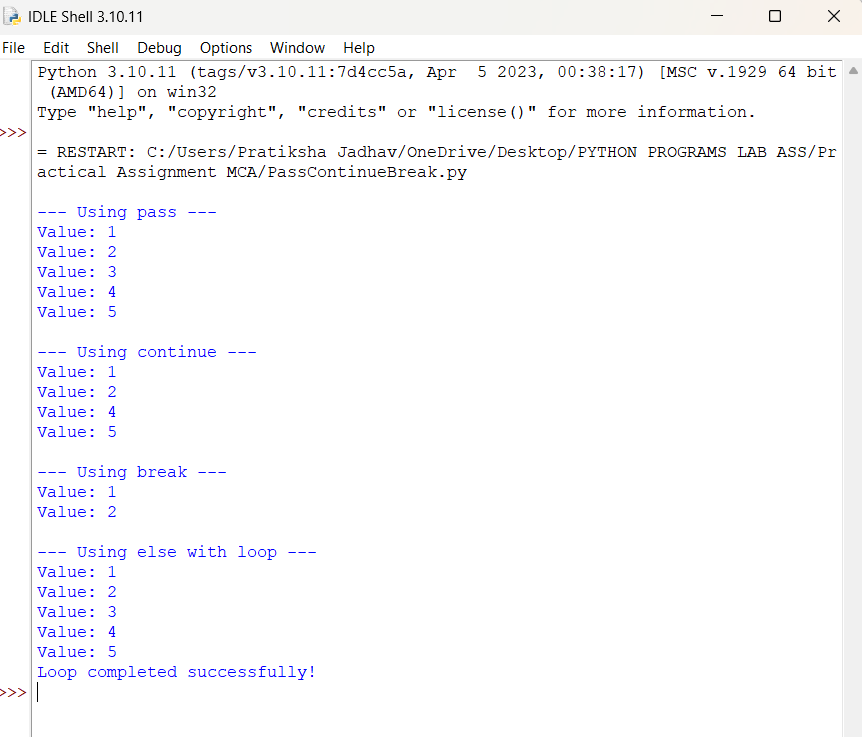 IDLE Shell 3.10.11
File Edit Shell Debug Options Window Help
Python 3.10.11 (tags/v3.10.11:7d4cc5a, Apr  5 2023, 00:38:17) [MSC v.1929 64 bit
 (AMD64)] on win32
Type "help", "copyright", "credits" or "license()" for more information.
>>>
= RESTART: C:/Users/Pratiksha Jadhav/OneDrive/Desktop/PYTHON PROGRAMS LAB ASS/Pr
actical Assignment MCA/PassContinueBreak.py
--- Using pass ---
Value: 1
Value: 2
Value: 3
Value: 4
Value: 5
--- Using continue ---
Value: 1
Value: 2
Value: 4
Value: 5
--- Using break ---
Value: 1
Value: 2
--- Using else with loop ---
Value: 1
Value: 2
Value: 3
Value: 4
Value: 5
Loop completed successfully!
>>>